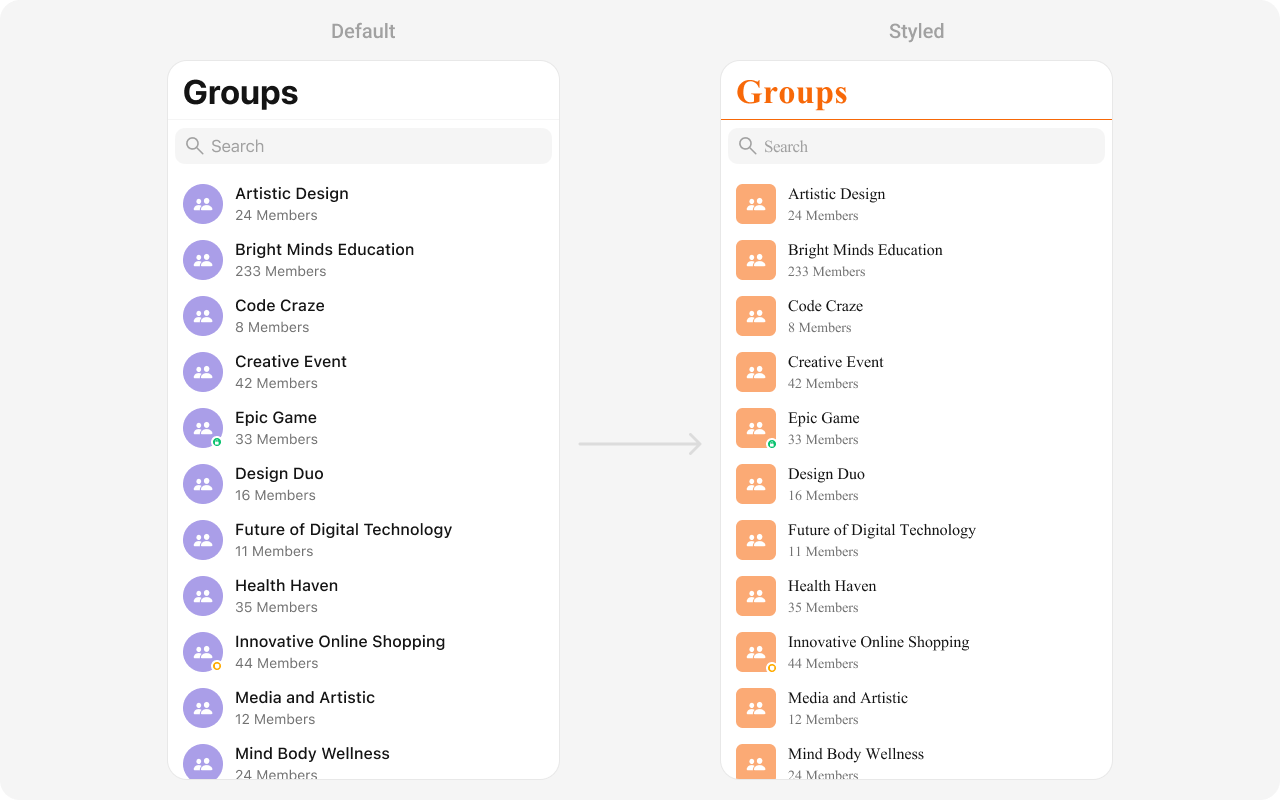 Default
Groups
Search
Artistic Design
24 Members
Bright Minds Education
233 Members
Code Craze
8 Members
Creative Event
42 Members
Epic Game
33 Members
Design Duo
16 Members
Future of Digital Technology
11 Members
Health Haven
35 Members
Innovative Online Shopping
44 Members
Media and Artistic
12 Members
Mind Body Wellness
24 Members
Styled
Groups
Search
Artistic Design
24 Members
Bright Minds Education
233 Members
Code Craze
8 Members
Creative Event
42 Members
Epic Game
33 Members
Design Duo
16 Members
Future of Digital Technology
11 Members
Health Haven
35 Members
Innovative Online Shopping
44 Members
Media and Artistic
12 Members
Mind Body Wellness
24 Members